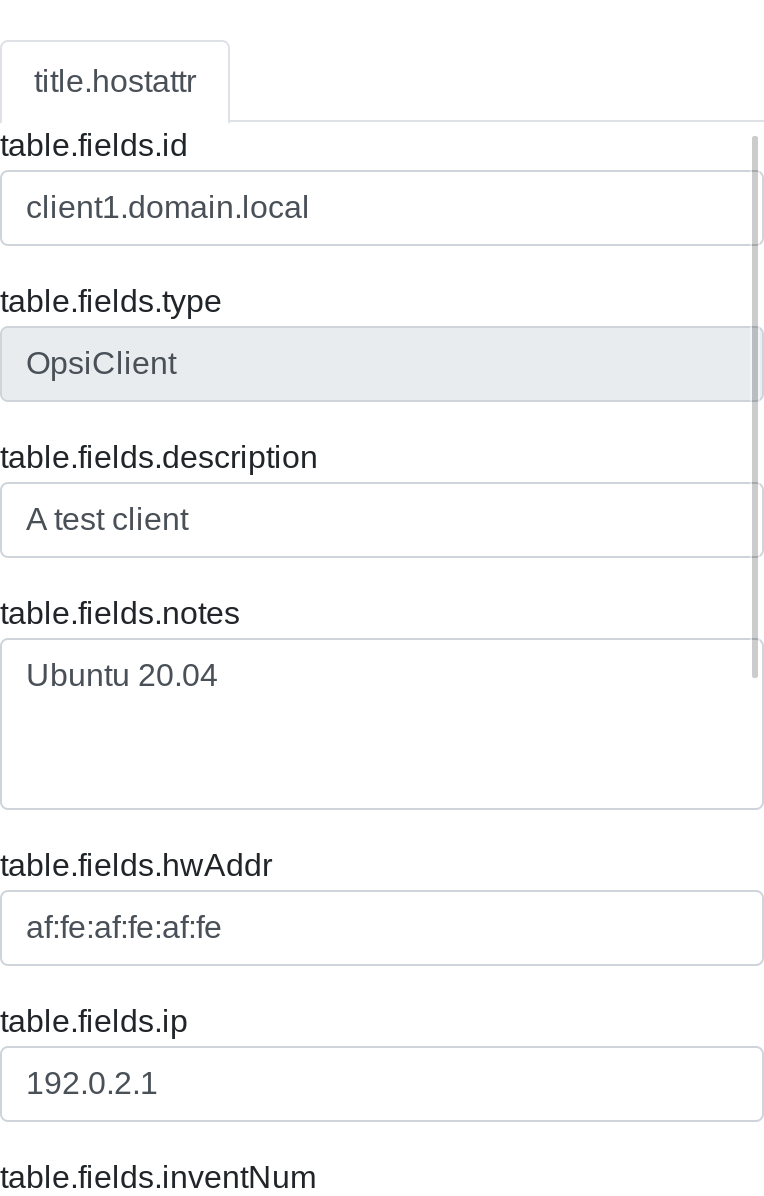 title.hostattr
table.fields.id
client1.domain.local
table.fields.type
OpsiClient
table.fields.description
A test client
table.fields.notes
Ubuntu 20.04
table.fields.hwAddr
af:fe:af:fe:af:fe
table.fields.ip
192.0.2.1
table.fields.inventNum